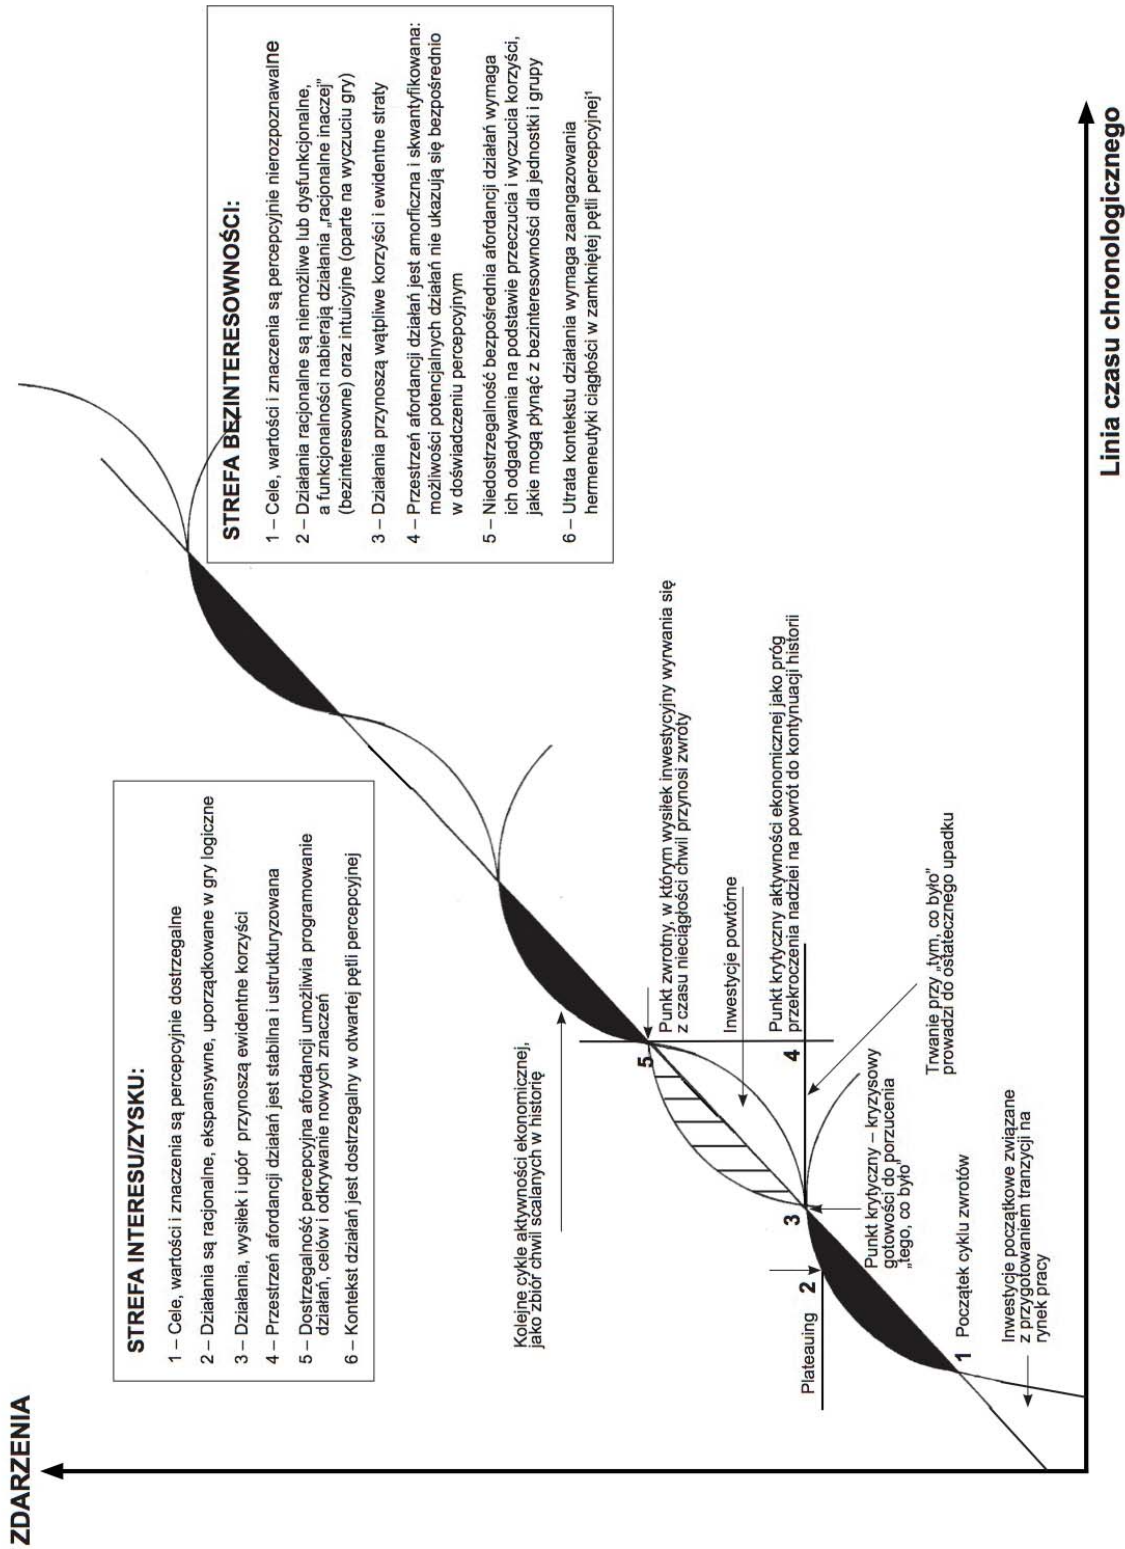 ZDARZENIA
STREFA INTERESU/ZYSKU:
1 – Cele, wartości i znaczenia są percepcyjnie dostrzegalne
2 – Działania są racjonalne, ekspansywne, uporządkowane w gry logiczne
3 – Działania, wysiłek i upór przynoszą ewidentne korzyści
4 – Przestrzeń afordancji działań jest stabilna i ustrukturyzowana
5 – Dostrzegalność percepcyjna afordancji umożliwia programowanie
działań, celów i odkrywanie nowych znaczeń
6 – Kontekst działań jest dostrzegalny w otwartej pętli percepcyjnej
STREFA BEZINTERESOWNOŚCI:
1 – Cele, wartości i znaczenia są percepcyjnie nierozpoznawalne
2 – Działania racjonalne są niemożliwe lub dysfunkcjonalne,
a funkcjonalności nabierają działania „racjonalne inaczej”
(bezinteresowne) oraz intuicyjne (oparte na wyczuciu gry)
3 – Działania przynoszą wątpliwe korzyści i ewidentne straty
4 – Przestrzeń afordancji działań jest amorficzna i skwantyfikowana:
możliwości potencjalnych działań nie ukazują się bezpośrednio
w doświadczeniu percepcyjnym
5 – Niedostrzegalność bezpośrednia afordancji działań wymaga
ich odgadywania na podstawie przeczucia i wyczucia korzyści,
jakie mogą płynąć z bezinteresowności dla jednostki i grupy
6 – Utrata kontekstu działania wymaga zaangazowania
hermeneutyki ciągłości w zamkniętej pętli percepcyjnej¹
Kolejne cykle aktywności ekonomicznej,
jako zbiór chwil scalanych w historię
5
Punkt zwrotny, w którym wysiłek inwestycyjny wyrwania się
z czasu nieciągłości chwil przynosi zwroty
Inwestycje powtórne
4
Punkt krytyczny aktywności ekonomicznej jako próg
przekroczenia nadziei na powrót do kontynuacji historii
Plateauing
2
3
Punkt krytyczny – kryzysowy
gotowości do porzucenia
„tego, co było”
Trwanie przy „tym, co było”
prowadzi do ostatecznego upadku
1
Początek cyklu zwrotów
Inwestycje początkowe związane
z przygotowaniem tranzycji na
rynek pracy
Linia czasu chronologicznego